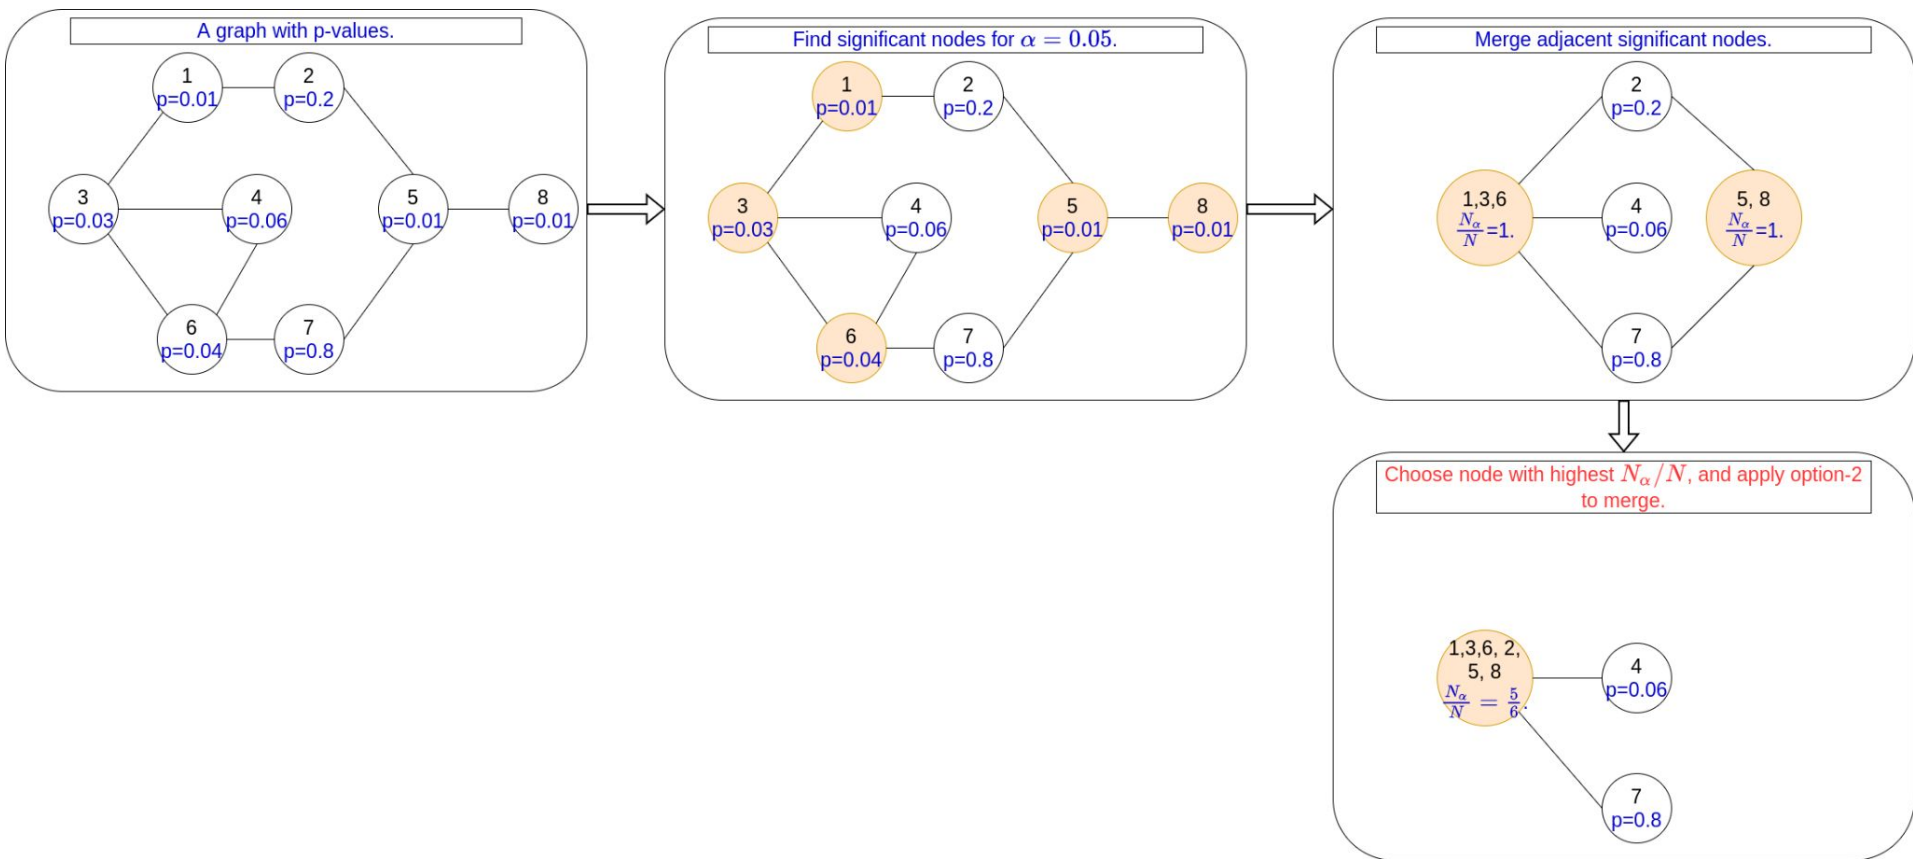 A graph with p-values.
1
p=0.01
2
p=0.2
3
p=0.03
4
p=0.06
5
p=0.01
8
p=0.01
6
p=0.04
7
p=0.8
Find significant nodes for α = 0.05.
1
p=0.01
2
p=0.2
3
p=0.03
4
p=0.06
5
p=0.01
8
p=0.01
6
p=0.04
7
p=0.8
Merge adjacent significant nodes.
2
p=0.2
1,3,6
Nα/N=1.
4
p=0.06
5, 8
Nα/N=1.
7
p=0.8
Choose node with highest Nα/N, and apply option-2
to merge.
1,3,6, 2,
5, 8
Nα/N = 5/6.
4
p=0.06
7
p=0.8